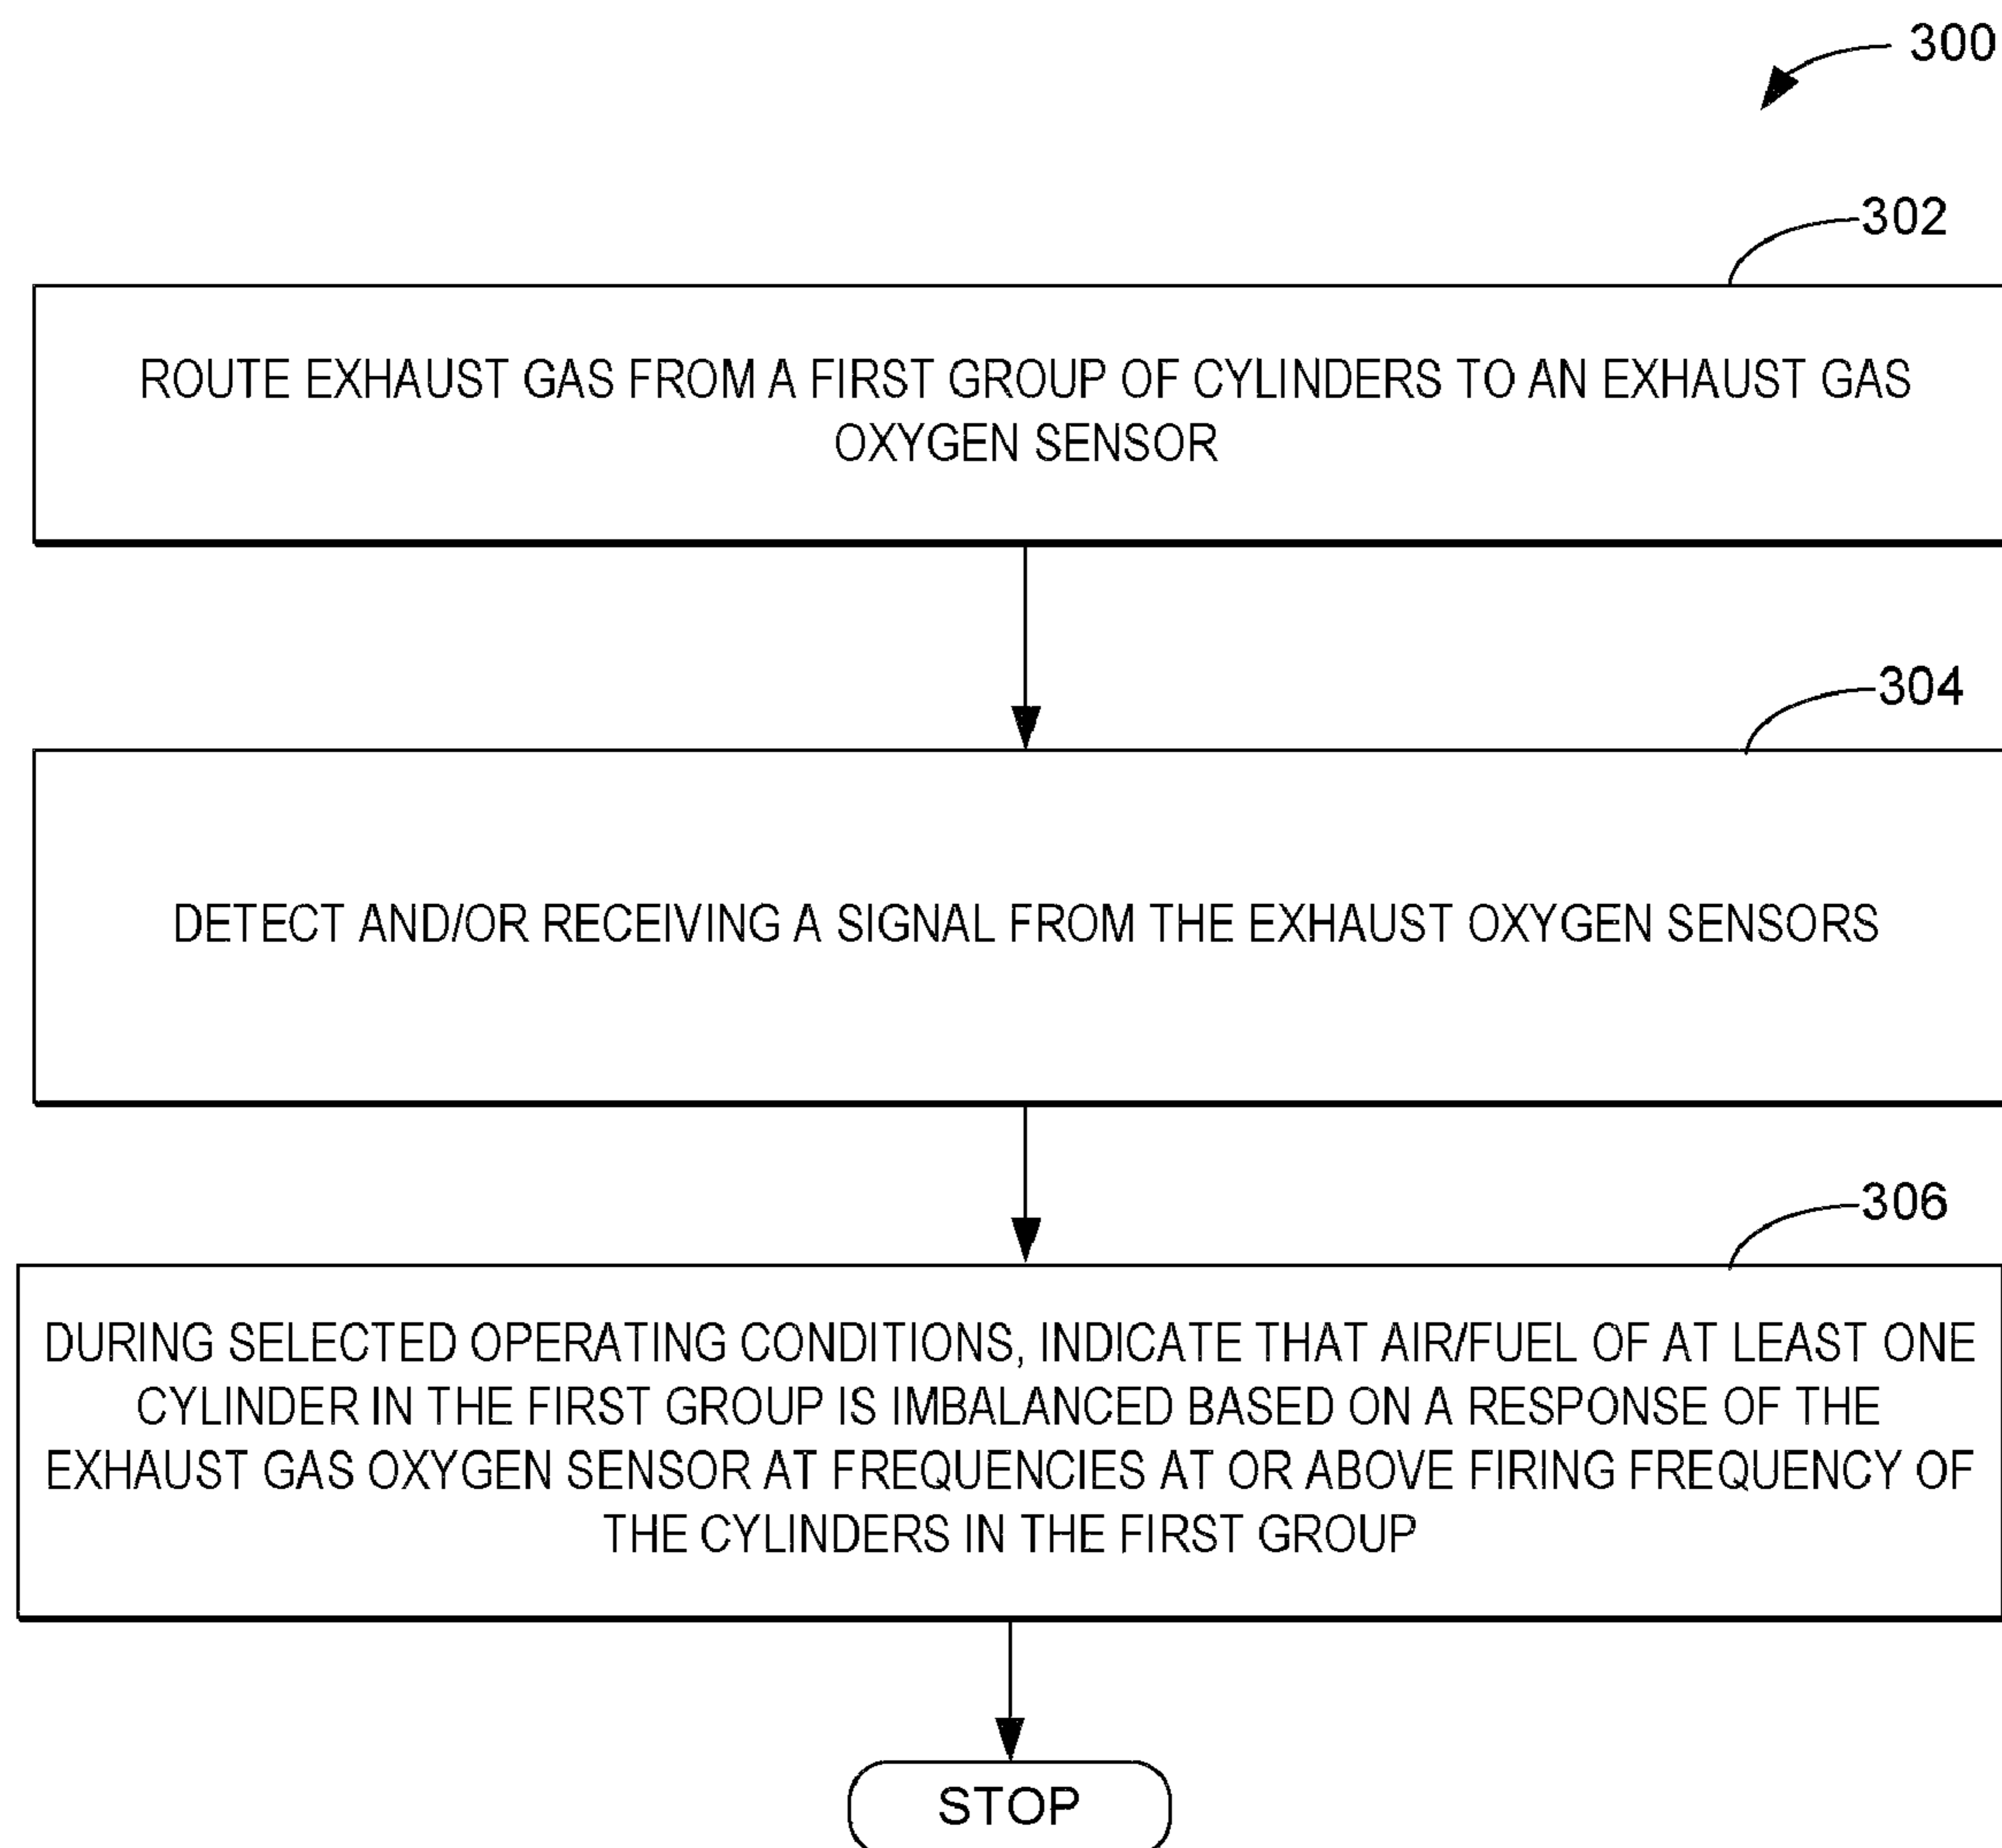 300
302
ROUTE EXHAUST GAS FROM A FIRST GROUP OF CYLINDERS TO AN EXHAUST GAS
OXYGEN SENSOR
304
DETECT AND/OR RECEIVING A SIGNAL FROM THE EXHAUST OXYGEN SENSORS
306
DURING SELECTED OPERATING CONDITIONS, INDICATE THAT AIR/FUEL OF AT LEAST ONE
CYLINDER IN THE FIRST GROUP IS IMBALANCED BASED ON A RESPONSE OF THE
EXHAUST GAS OXYGEN SENSOR AT FREQUENCIES AT OR ABOVE FIRING FREQUENCY OF
THE CYLINDERS IN THE FIRST GROUP
STOP